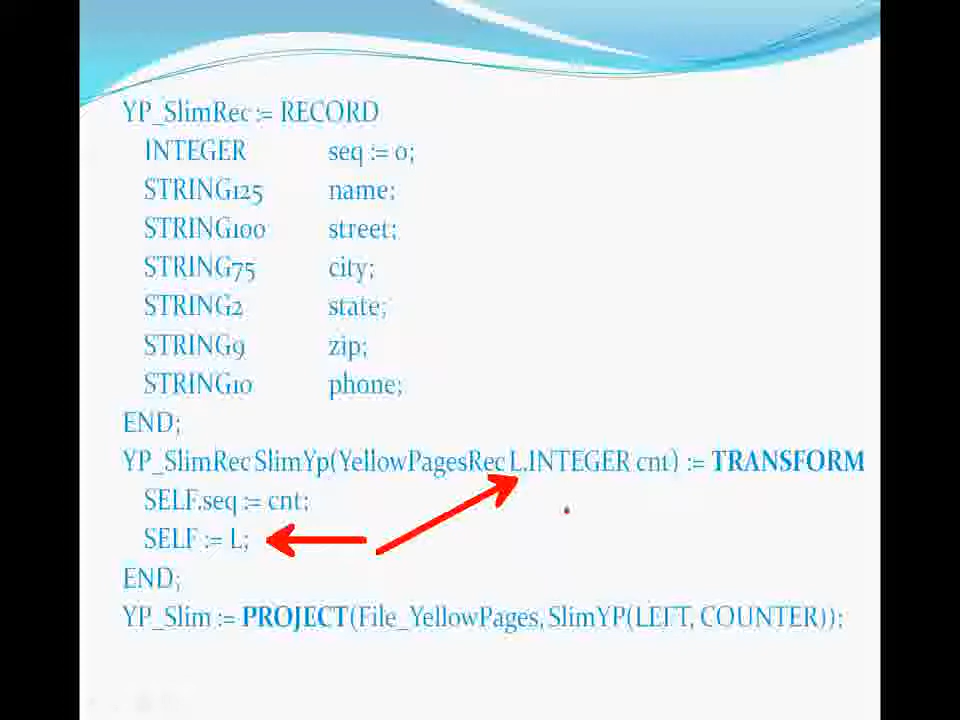 YP_SlimRec := RECORD
INTEGER seq := 0;
STRING125 name;
STRING100 street;
STRING75 city;
STRING2 state;
STRING9 zip;
STRING10 phone;
END;
YP_SlimRec SlimYp(YellowPagesRec L.INTEGER cnt) := TRANSFORM
SELF.seq := cnt;
SELF := L;
END;
YP_Slim := PROJECT(File_YellowPages, SlimYP(LEFT, COUNTER));